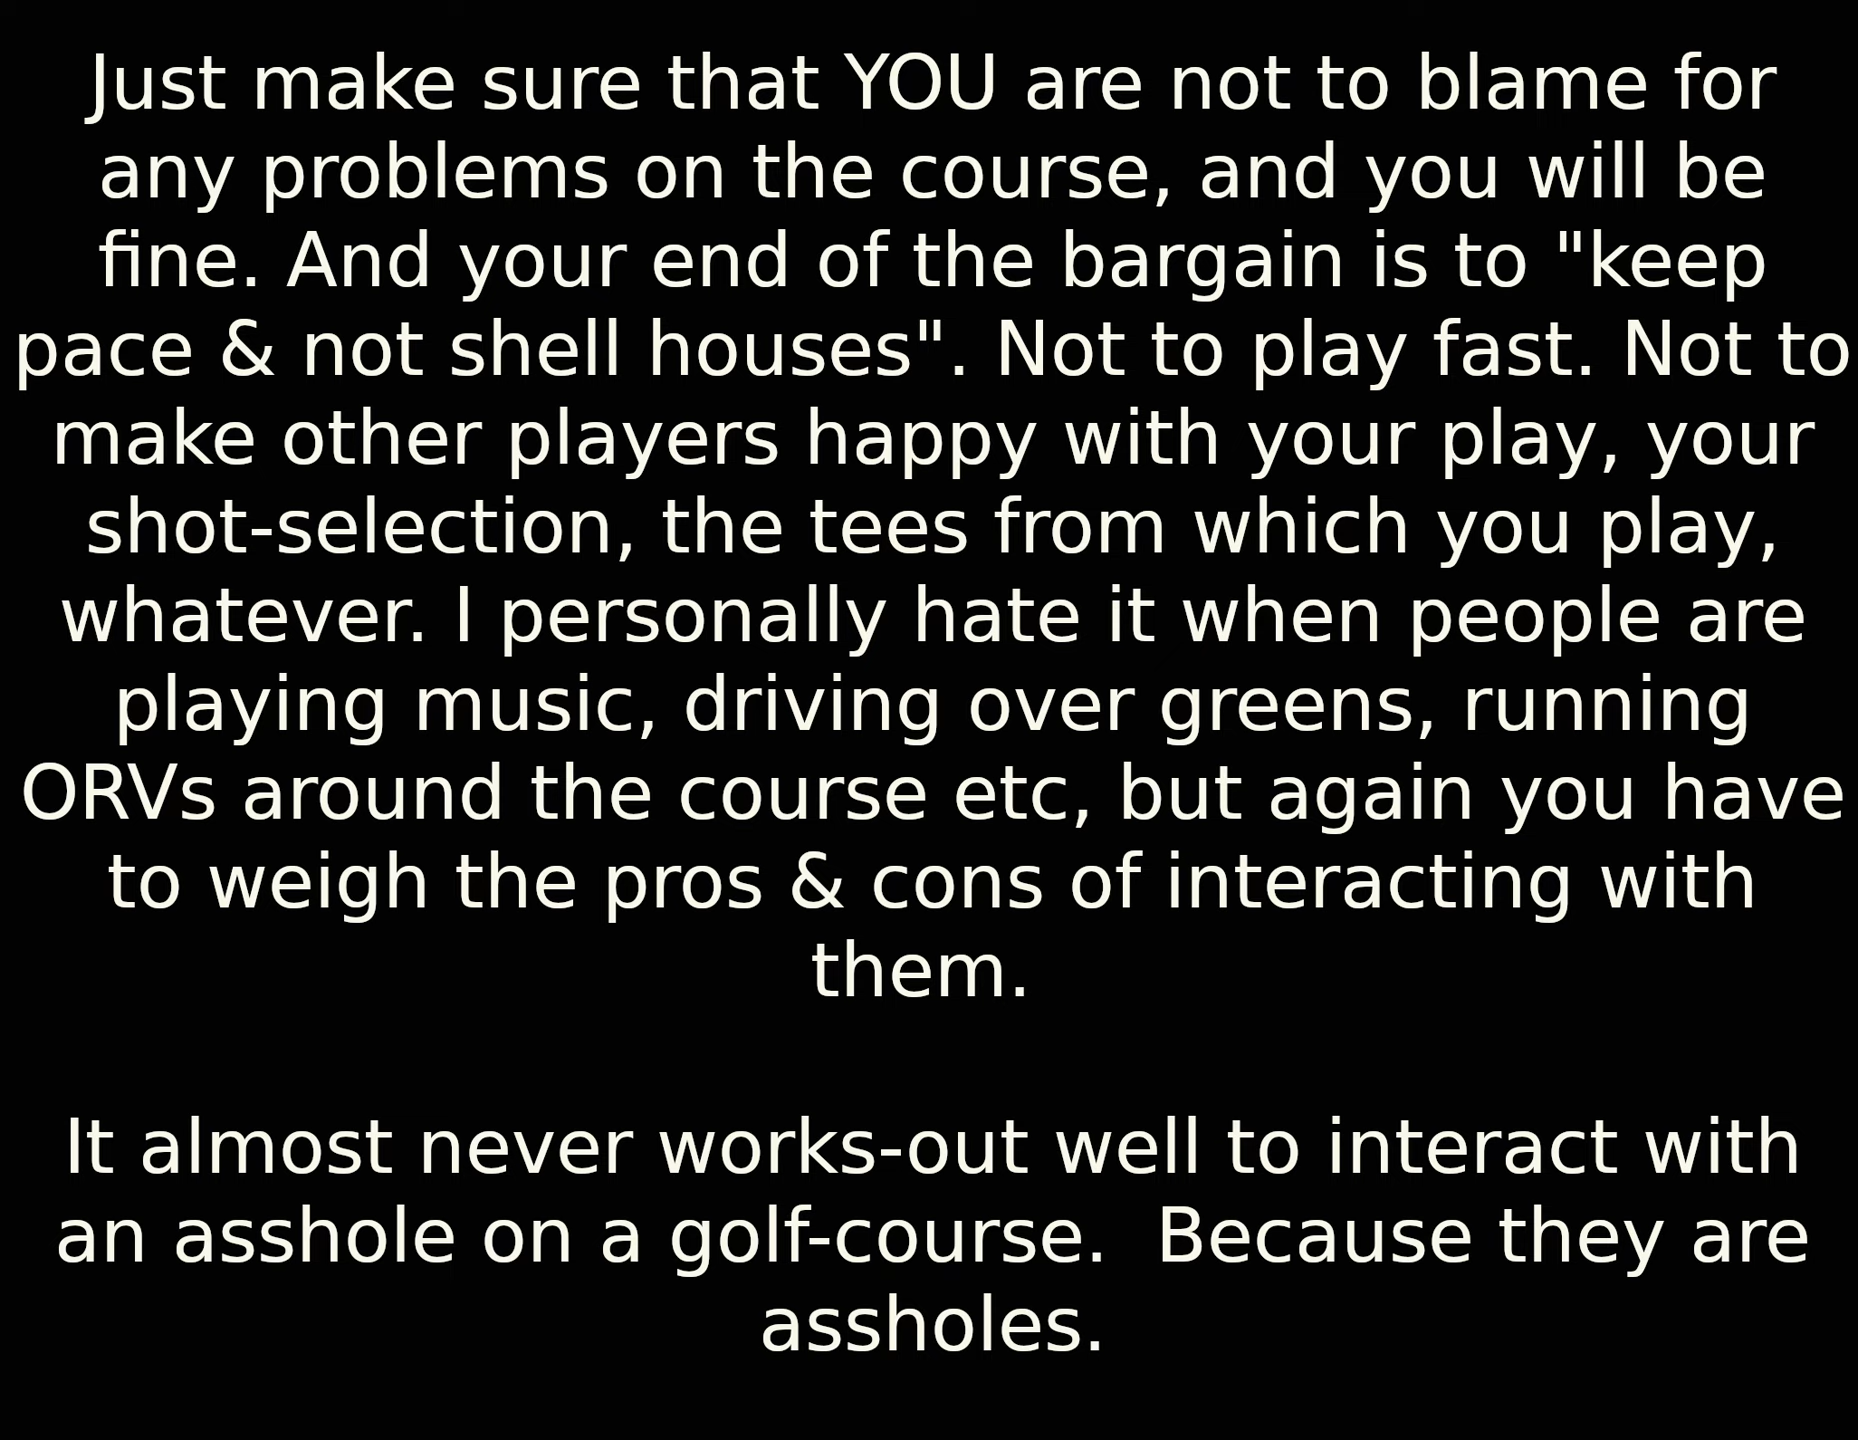 Just make sure that YOU are not to blame for
any problems on the course, and you will be
fine. And your end of the bargain is to "keep
pace & not shell houses". Not to play fast. Not to
make other players happy with your play, your
shot-selection, the tees from which you play,
whatever. I personally hate it when people are
playing music, driving over greens, running
ORVs around the course etc, but again you have
to weigh the pros & cons of interacting with
them.
It almost never works-out well to interact with
an asshole on a golf-course.  Because they are
assholes.